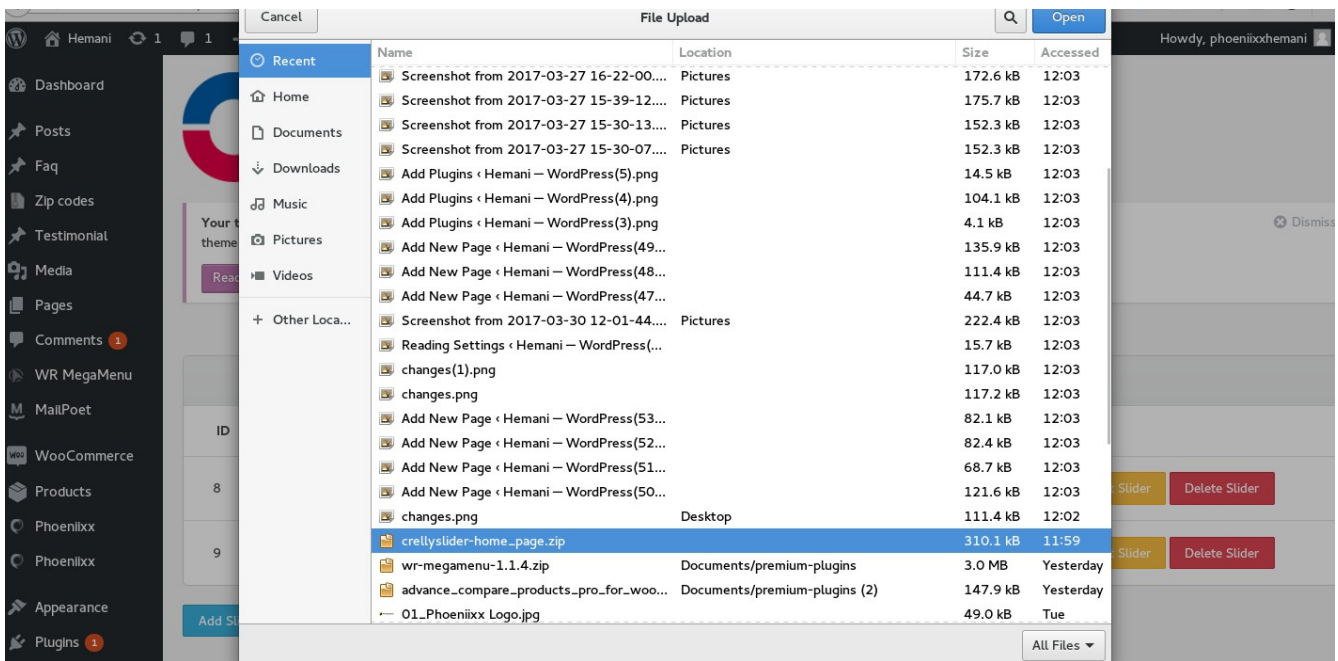 Cancel File Upload Open
Hemani 1 1 Howdy, phoeniixxhemani
Dashboard
Posts
Faq
Zip codes
Testimonial
Media
Pages
Comments 1
WR MegaMenu
MailPoet
WooCommerce
Products
Phoeniixx
Phoeniixx
Appearance
Plugins 1
Your t
theme
Read
Dismiss
ID
8
9
Add Sl
Recent
Home
Documents
Downloads
Music
Pictures
Videos
+ Other Loca...
Name Location Size Accessed
Screenshot from 2017-03-27 16-22-00.... Pictures 172.6 kB 12:03
Screenshot from 2017-03-27 15-39-12.... Pictures 175.7 kB 12:03
Screenshot from 2017-03-27 15-30-13.... Pictures 152.3 kB 12:03
Screenshot from 2017-03-27 15-30-07.... Pictures 152.3 kB 12:03
Add Plugins ‹ Hemani — WordPress(5).png 14.5 kB 12:03
Add Plugins ‹ Hemani — WordPress(4).png 104.1 kB 12:03
Add Plugins ‹ Hemani — WordPress(3).png 4.1 kB 12:03
Add New Page ‹ Hemani — WordPress(49... 135.9 kB 12:03
Add New Page ‹ Hemani — WordPress(48... 111.4 kB 12:03
Add New Page ‹ Hemani — WordPress(47... 44.7 kB 12:03
Screenshot from 2017-03-30 12-01-44.... Pictures 222.4 kB 12:03
Reading Settings ‹ Hemani — WordPress(... 15.7 kB 12:03
changes(1).png 117.0 kB 12:03
changes.png 117.2 kB 12:03
Add New Page ‹ Hemani — WordPress(53... 82.1 kB 12:03
Add New Page ‹ Hemani — WordPress(52... 82.4 kB 12:03
Add New Page ‹ Hemani — WordPress(51... 68.7 kB 12:03
Add New Page ‹ Hemani — WordPress(50... 121.6 kB 12:03
changes.png Desktop 111.4 kB 12:02
crellyslider-home_page.zip 310.1 kB 11:59
wr-megamenu-1.1.4.zip Documents/premium-plugins 3.0 MB Yesterday
advance_compare_products_pro_for_woo... Documents/premium-plugins (2) 147.9 kB Yesterday
01_Phoeniixx Logo.jpg 49.0 kB Tue
Slider Delete Slider
Slider Delete Slider
All Files